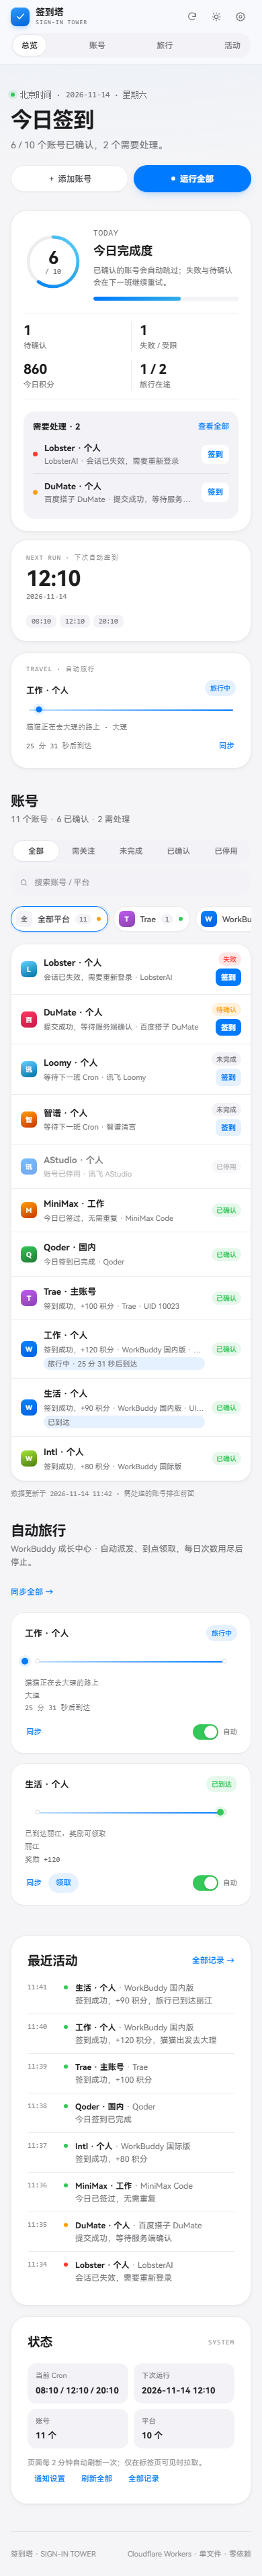 签到塔
SIGN-IN TOWER
总览 账号 旅行 活动
北京时间 · 2026-11-14 · 星期六
今日签到
6 / 10 个账号已确认，2 个需要处理。
+ 添加账号
运行全部
6
/ 10
TODAY
今日完成度
已确认的账号会自动跳过；失败与待确认
会在下一班继续重试。
1
待确认
1
失败 / 受限
860
今日积分
1 / 2
旅行在途
需要处理 · 2 查看全部
Lobster · 个人
LobsterAI · 会话已失效，需要重新登录
签到
DuMate · 个人
百度搭子 DuMate · 提交成功，等待服务…
签到
NEXT RUN · 下次自动签到
12:10
2026-11-14
08:10 12:10 20:10
TRAVEL · 自动旅行
工作 · 个人 旅行中
猫猫正在去大理的路上 · 大理
25 分 31 秒后到达 同步
账号
11 个账号 · 6 已确认 · 2 需处理
全部 需关注 未完成 已确认 已停用
搜索账号 / 平台
全 全部平台 11
T Trae 1
W WorkBu
L Lobster · 个人 失败
会话已失效，需要重新登录 · LobsterAI 签到
百 DuMate · 个人 待确认
提交成功，等待服务端确认 · 百度搭子 DuMate 签到
讯 Loomy · 个人 未完成
等待下一班 Cron · 讯飞 Loomy 签到
智 智谱 · 个人 未完成
等待下一班 Cron · 智谱清言 签到
讯 AStudio · 个人 已停用
账号已停用 · 讯飞 AStudio
M MiniMax · 工作 已确认
今日已签过，无需重复 · MiniMax Code
Q Qoder · 国内 已确认
今日签到已完成 · Qoder
T Trae · 主账号 已确认
签到成功，+100 积分 · Trae · UID 10023
W 工作 · 个人 已确认
签到成功，+120 积分 · WorkBuddy 国内版 · …
旅行中 · 25 分 31 秒后到达
W 生活 · 个人 已确认
签到成功，+90 积分 · WorkBuddy 国内版 · UI…
已到达
W Intl · 个人 已确认
签到成功，+80 积分 · WorkBuddy 国际版
数据更新于 2026-11-14 11:42 · 需处理的账号排在前面
自动旅行
WorkBuddy 成长中心 · 自动派发、到点领取，每日次数用尽后
停止。
同步全部 →
工作 · 个人 旅行中
猫猫正在去大理的路上
大理
25 分 31 秒后到达
同步 自动
生活 · 个人 已到达
已到达丽江，奖励可领取
丽江
奖励 +120
同步 领取 自动
最近活动 全部记录 →
11:41 生活 · 个人 · WorkBuddy 国内版
签到成功，+90 积分，旅行已到达丽江
11:40 工作 · 个人 · WorkBuddy 国内版
签到成功，+120 积分，猫猫出发去大理
11:39 Trae · 主账号 · Trae
签到成功，+100 积分
11:38 Qoder · 国内 · Qoder
今日签到已完成
11:37 Intl · 个人 · WorkBuddy 国际版
签到成功，+80 积分
11:36 MiniMax · 工作 · MiniMax Code
今日已签过，无需重复
11:35 DuMate · 个人 · 百度搭子 DuMate
提交成功，等待服务端确认
11:34 Lobster · 个人 · LobsterAI
会话已失效，需要重新登录
状态 SYSTEM
当前 Cron
08:10 / 12:10 / 20:10
下次运行
2026-11-14 12:10
账号
11 个
平台
10 个
页面每 2 分钟自动刷新一次；仅在标签页可见时拉取。
通知设置 刷新全部 全部记录
签到塔 · SIGN-IN TOWER Cloudflare Workers · 单文件 · 零依赖